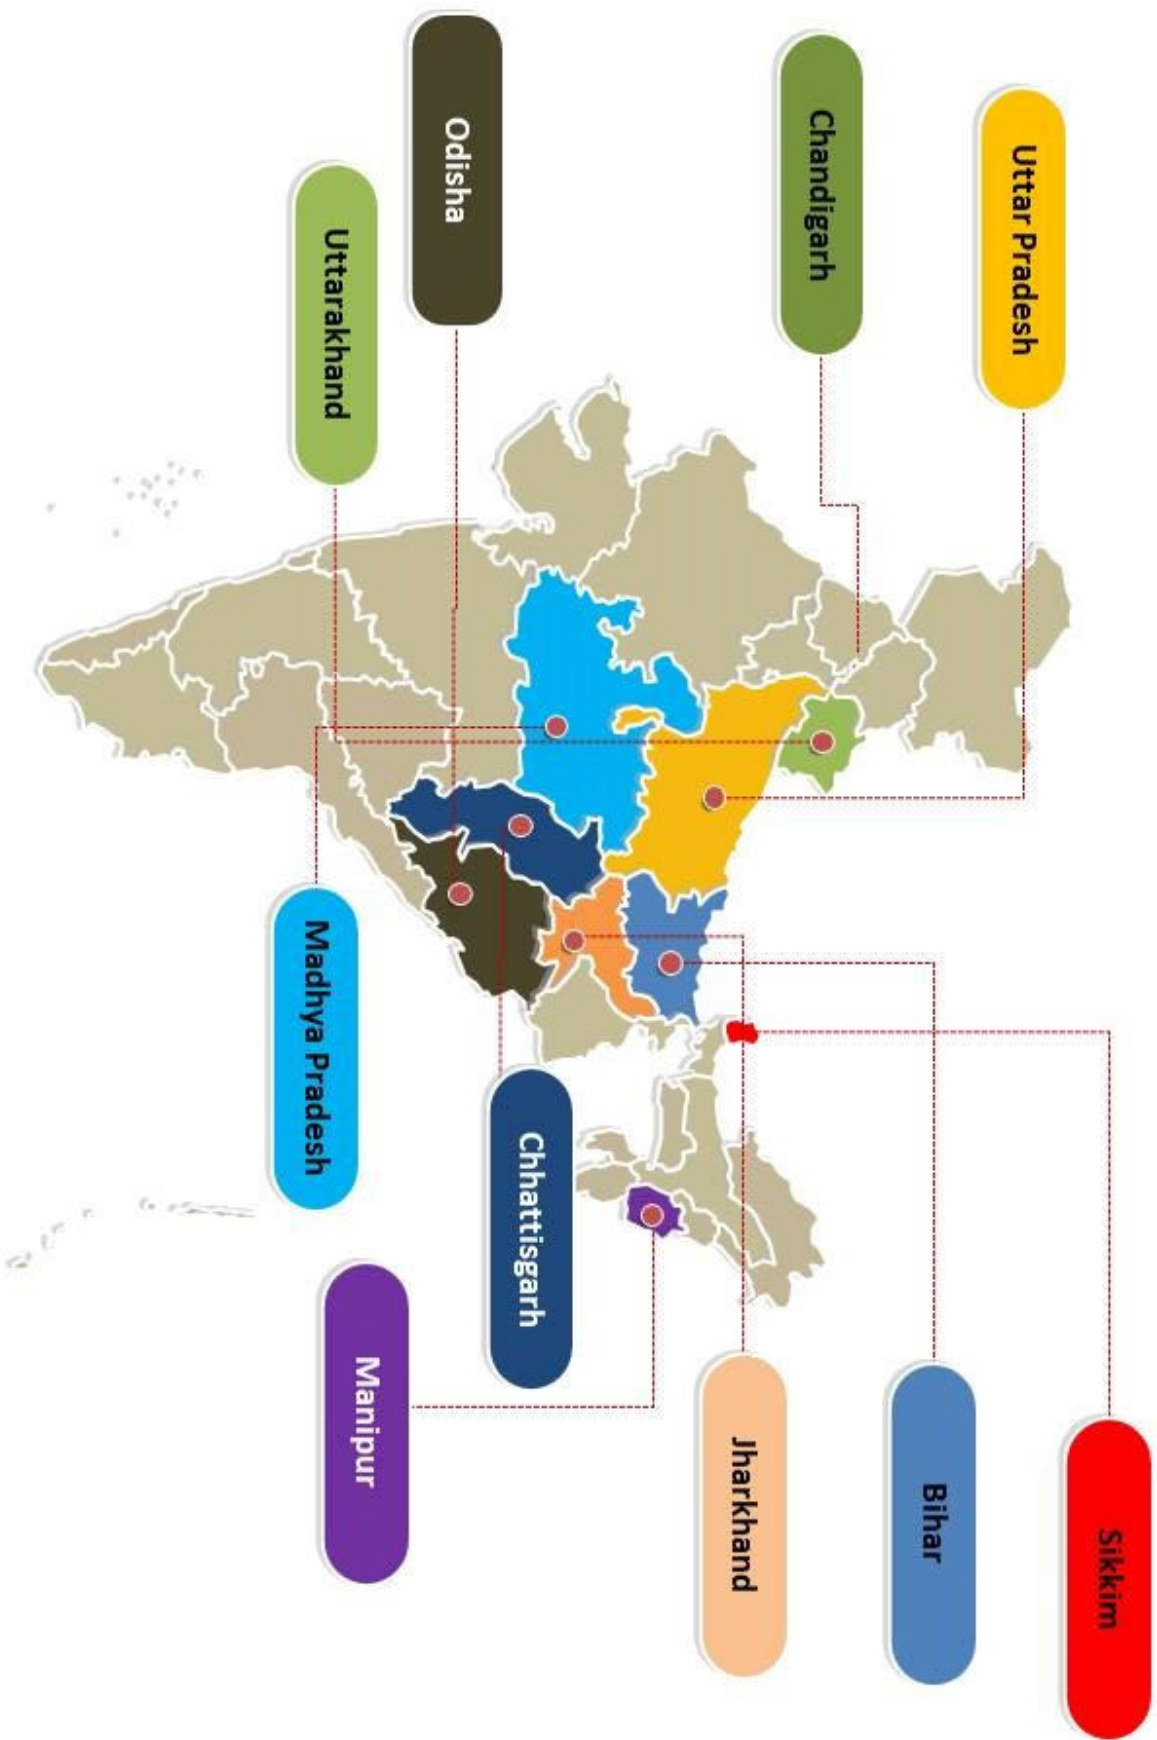 Sikkim
Uttar Pradesh
Bihar
Chandigarh
Jharkhand
Chhattisgarh
Odisha
Manipur
Uttarakhand
Madhya Pradesh